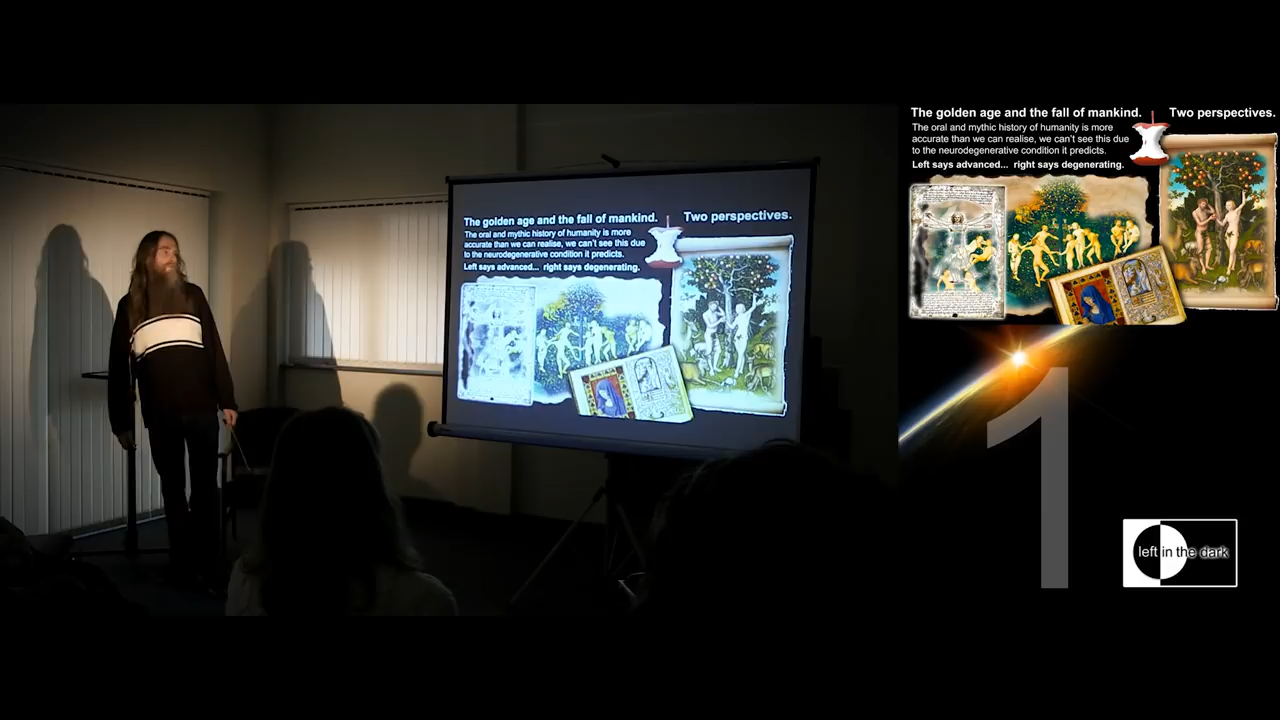 The golden age and the fall of mankind. Two perspectives.
The oral and mythic history of humanity is more
accurate than we can realise, we can't see this due
to the neurodegenerative condition it predicts.
Left says advanced... right says degenerating.
The golden age and the fall of mankind. Two perspectives.
The oral and mythic history of humanity is more
accurate than we can realise, we can't see this due
to the neurodegenerative condition it predicts.
Left says advanced... right says degenerating.
1
left in the dark